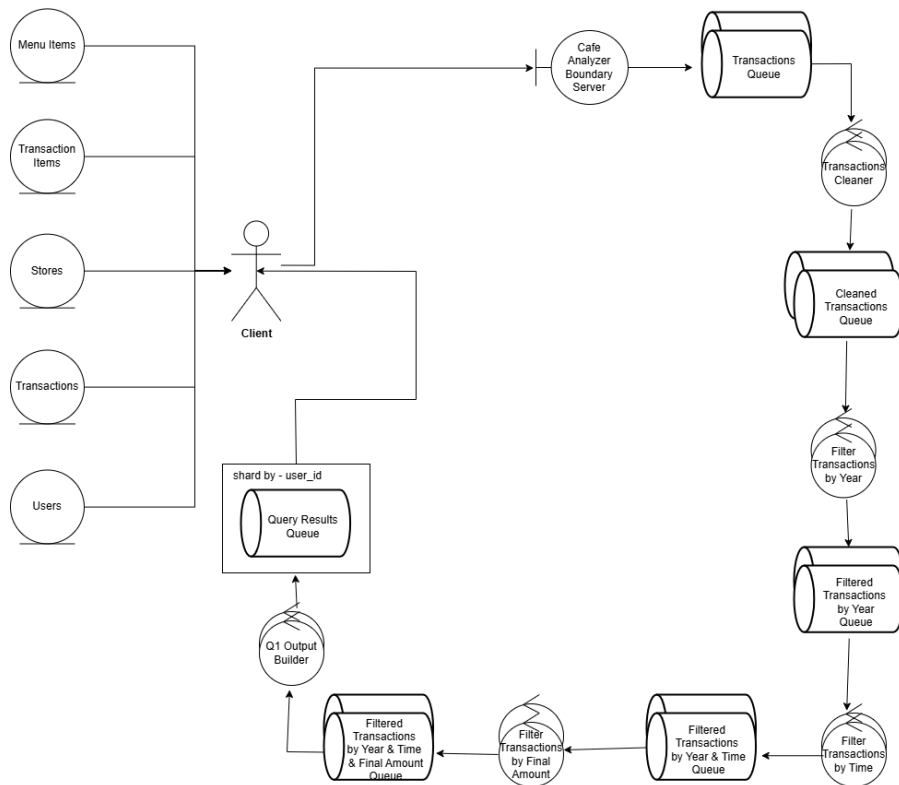 Menu Items
Transaction
Items
Stores
Transactions
Users
Client
Cafe
Analyzer
Boundary
Server
Transactions
Queue
Transactions
Cleaner
Cleaned
Transactions
Queue
Filter
Transactions
by Year
Filtered
Transactions
by Year
Queue
Filter
Transactions
by Time
Filtered
Transactions
by Year & Time
Queue
Filter
Transactions
by Final
Amount
Filtered
Transactions
by Year & Time
& Final Amount
Queue
Q1 Output
Builder
shard by - user_id
Query Results
Queue